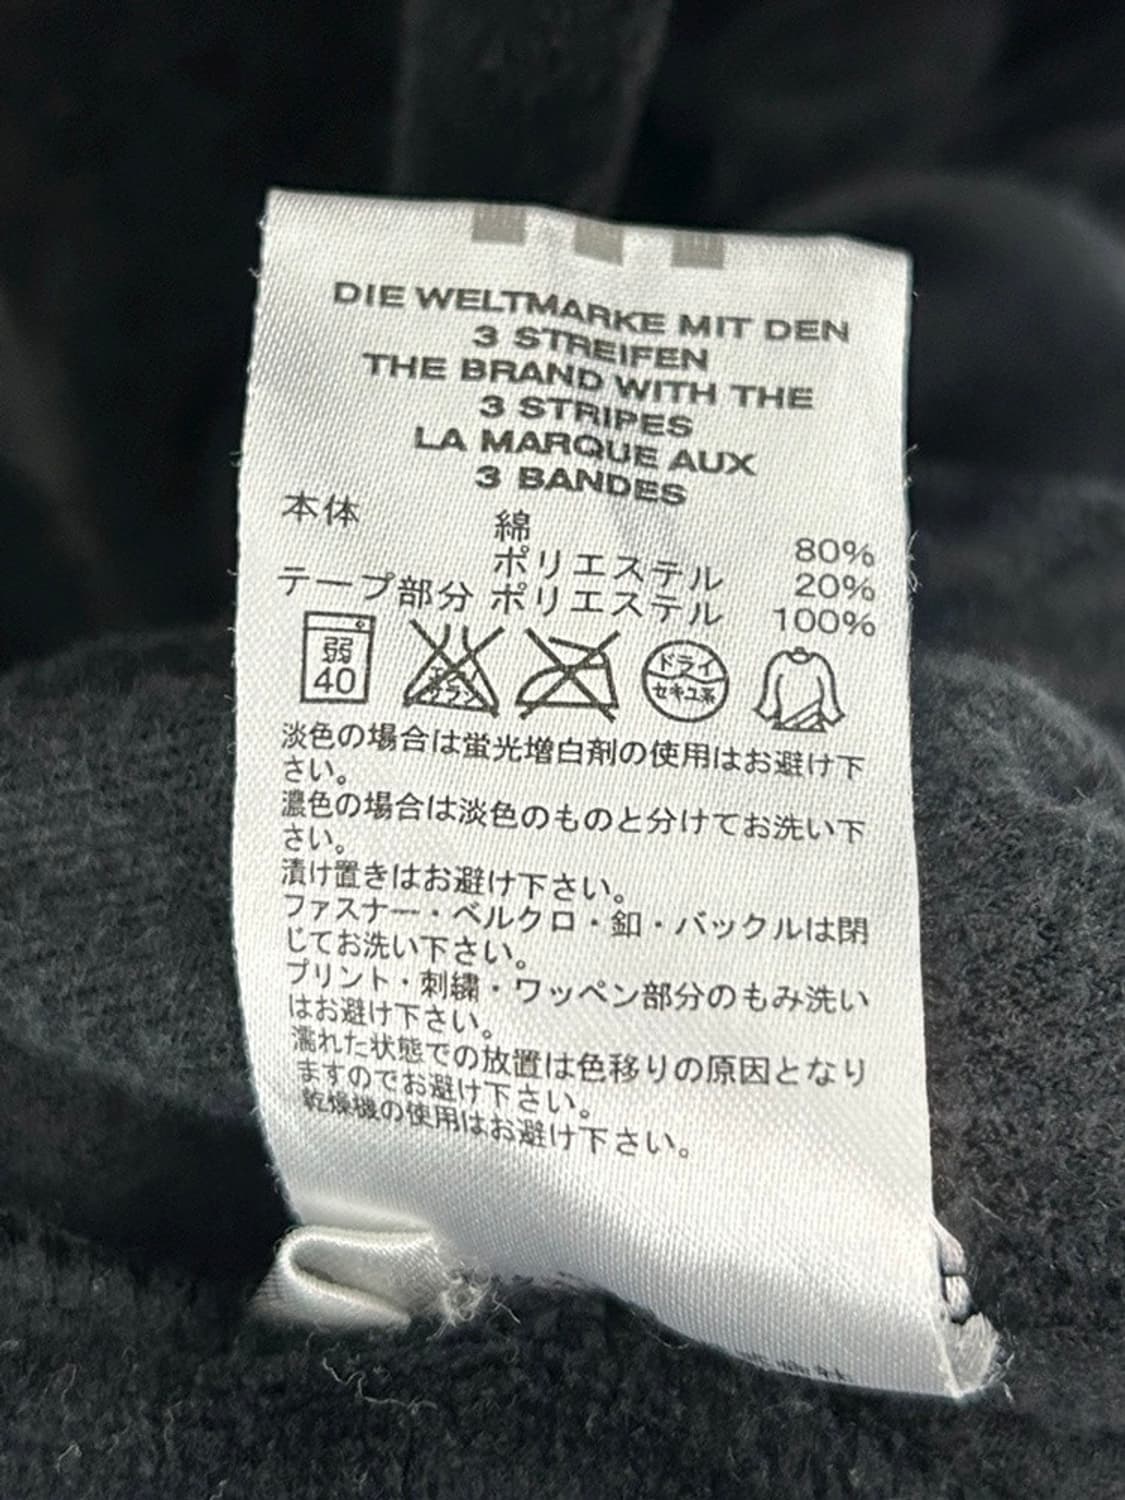 DIE WELTMARKE MIT DEN
3 STREIFEN
THE BRAND WITH THE
3 STRIPES
LA MARQUE AUX
3 BANDES
本体 綿 80%
ポリエステル 20%
テープ部分 ポリエステル 100%
弱
40
エンソ
サラシ
ドライ
セキユ系
淡色の場合は蛍光増白剤の使用はお避け下
さい。
濃色の場合は淡色のものと分けてお洗い下
さい。
漬け置きはお避け下さい。
ファスナー・ベルクロ・釦・バックルは閉
じてお洗い下さい。
プリント・刺繍・ワッペン部分のもみ洗い
はお避け下さい。
濡れた状態での放置は色移りの原因となり
ますのでお避け下さい。
乾燥機の使用はお避け下さい。